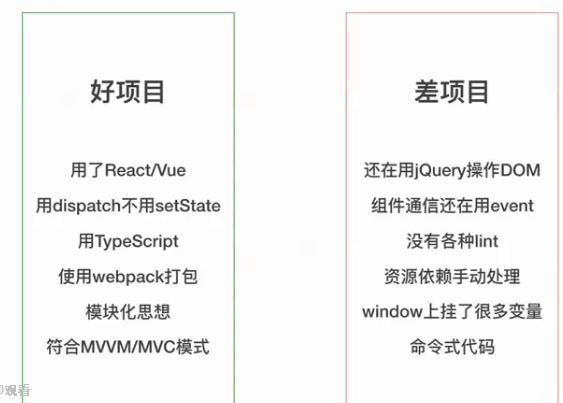 好项目
用了React/Vue
用dispatch不用setState
用TypeScript
使用webpack打包
模块化思想
符合MVVM/MVC模式
差项目
还在用jQuery操作DOM
组件通信还在用event
没有各种lint
资源依赖手动处理
window上挂了很多变量
命令式代码
观看